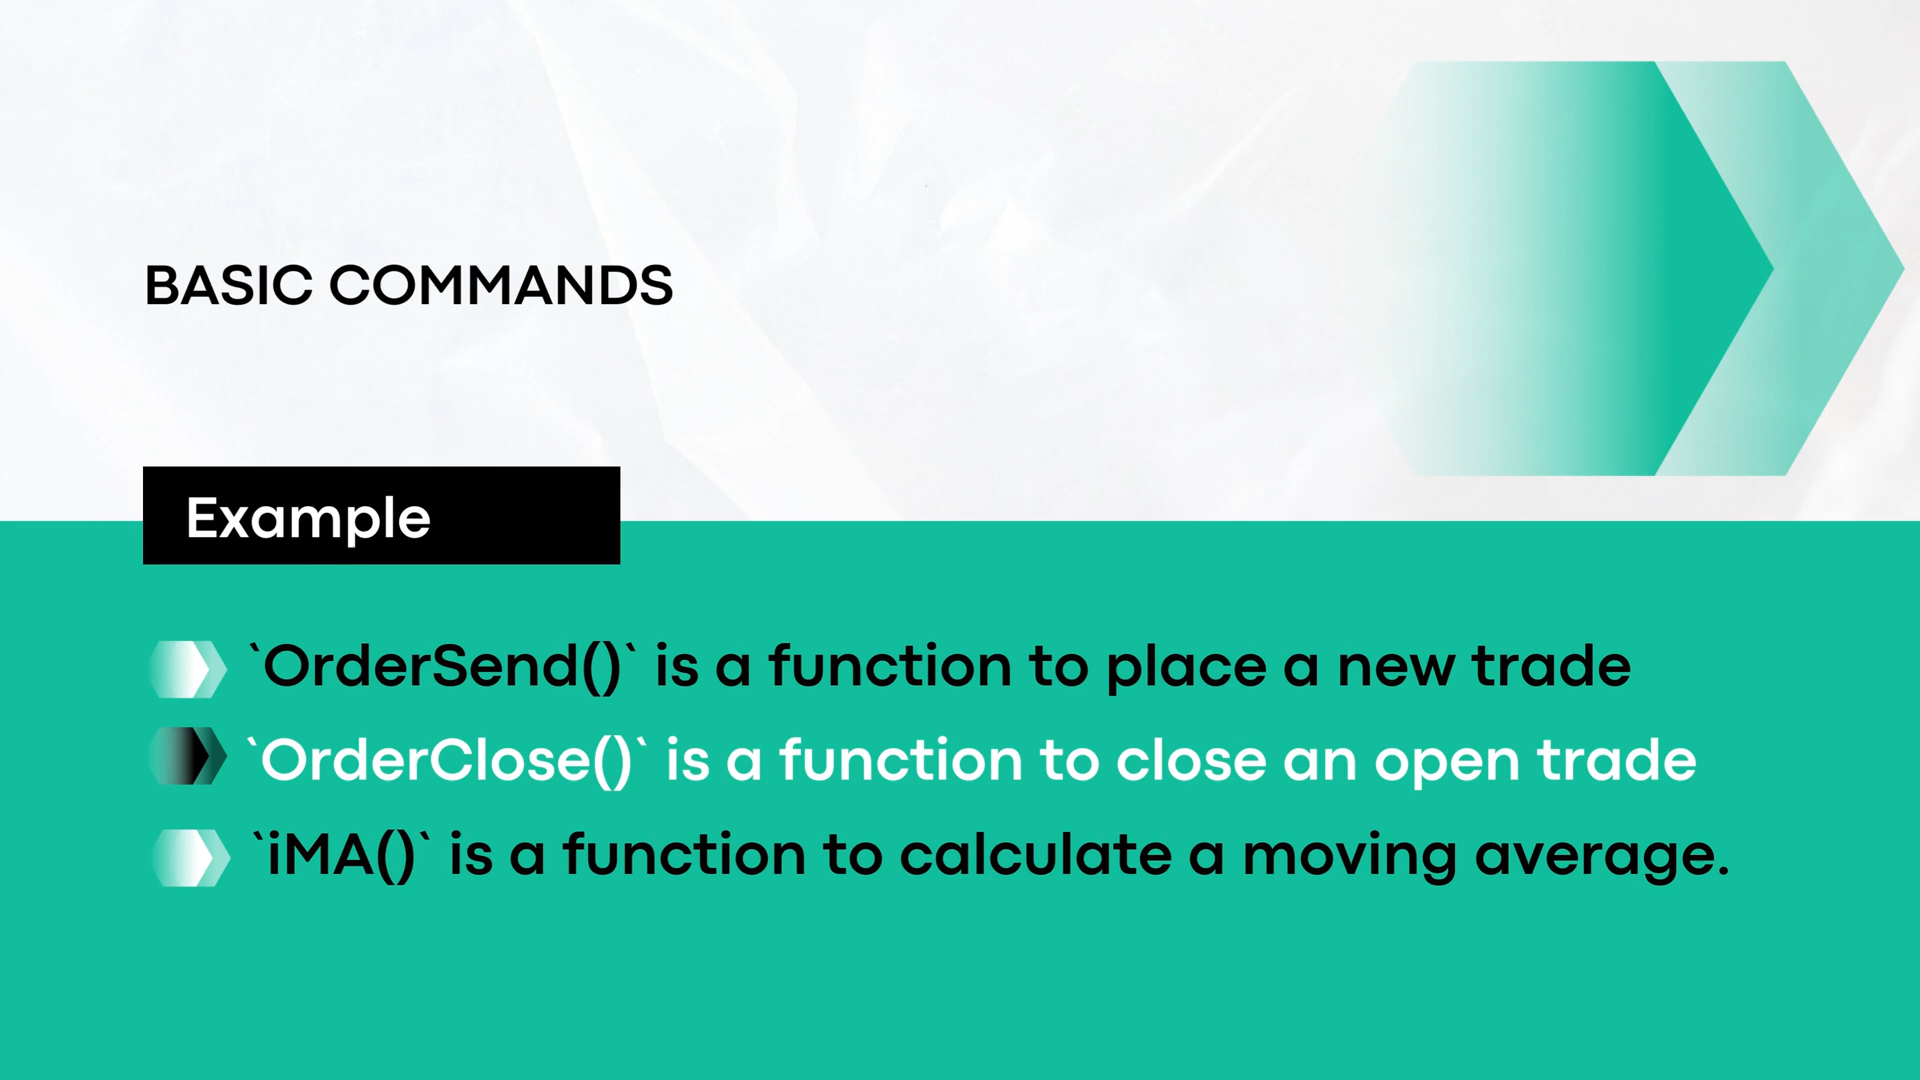 BASIC COMMANDS
Example
`OrderSend()` is a function to place a new trade
`OrderClose()` is a function to close an open trade
`iMA()` is a function to calculate a moving average.